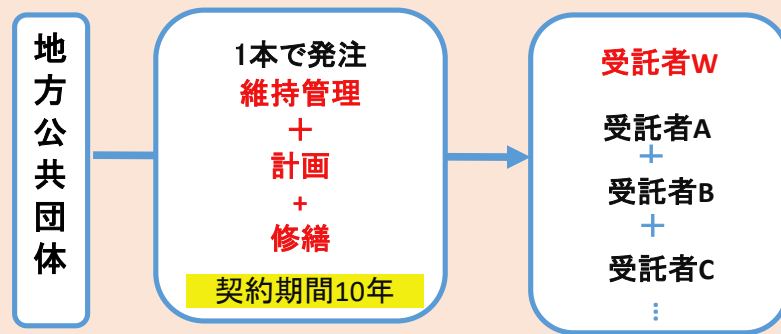 地方公共団体
1本で発注
維持管理
＋
計画
+
修繕
契約期間10年
受託者W
受託者A
＋
受託者B
＋
受託者C
⋮